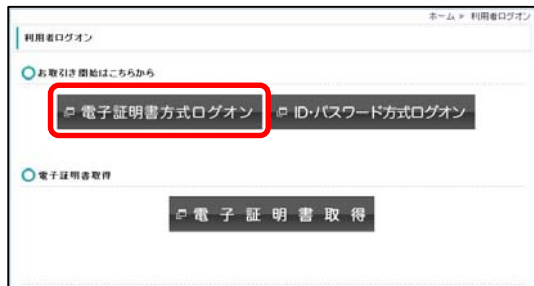 ホーム > 利用者ログオン
利用者ログオン
お取引き開始はこちらから
電子証明書方式ログオン
ID・パスワード方式ログオン
電子証明書取得
電子証明書取得